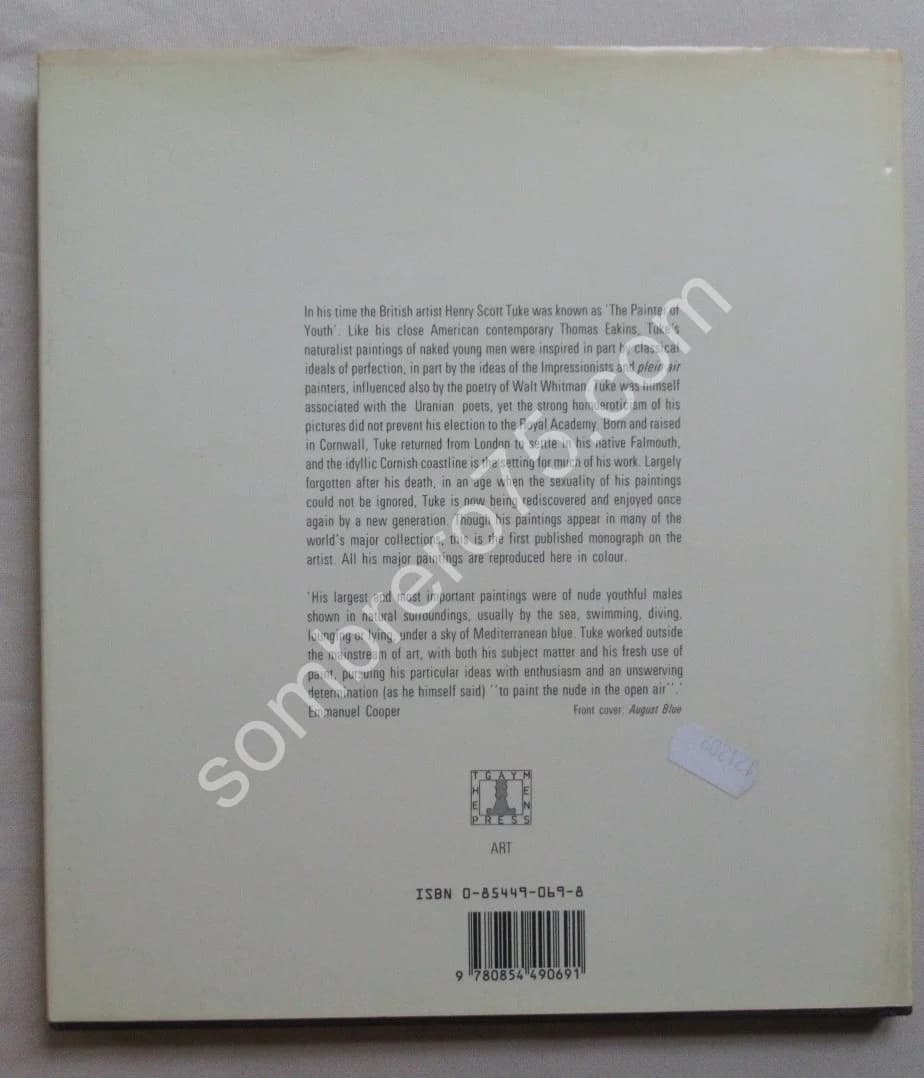 In his time the British artist Henry Scott Tuke was known as 'The Painter of
Youth'. Like his close American contemporary Thomas Eakins, Tuke's
naturalist paintings of naked young men were inspired in part by classical
ideals of perfection, in part by the ideas of the Impressionists and plein air
painters, influenced also by the poetry of Walt Whitman. Tuke was himself
associated with the Uranian poets, yet the strong homoeroticism of his
pictures did not prevent his election to the Royal Academy. Born and raised
in Cornwall, Tuke returned from London to settle in his native Falmouth,
and the idyllic Cornish coastline is the setting for much of his work. Largely
forgotten after his death, in an age when the sexuality of his paintings
could not be ignored, Tuke is now being rediscovered and enjoyed once
again by a new generation. Though his paintings appear in many of the
world's major collections, this is the first published monograph on the
artist. All his major paintings are reproduced here in colour.
'His largest and most important paintings were of nude youthful males
shown in natural surroundings, usually by the sea, swimming, diving,
lounging or lying, under a sky of Mediterranean blue. Tuke worked outside
the mainstream of art, with both his subject matter and his fresh use of
paint, pursuing his particular ideas with enthusiasm and an unswerving
determination (as he himself said) "to paint the nude in the open air".'
Emmanuel Cooper Front cover: August Blue
THE GAY MEN PRESS
ART
ISBN 0-85449-069-8
9 780854 490691
sombrero75.com